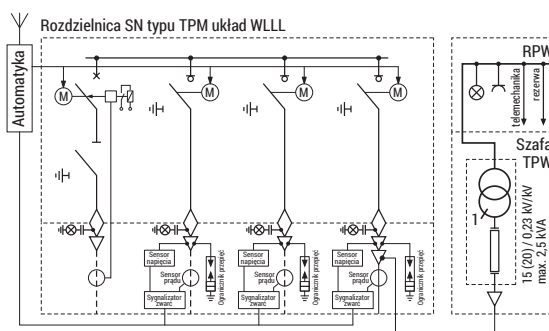 Rozdzielnica SN typu TPM układ WLLL
Automatyka
M
M
M
M
Sensor
napięcia
Sensor
prądu
Sygnalizator
zwarć
Ogranicznik przepięć
Sensor
napięcia
Sensor
prądu
Sygnalizator
zwarć
Ogranicznik przepięć
Sensor
napięcia
Sensor
prądu
Sygnalizator
zwarć
Ogranicznik przepięć
RPW
telemechanika
rezerwa
Szafa
TPW
1
15 (20) / 0,23 kV/kV
max. 2,5 kVA